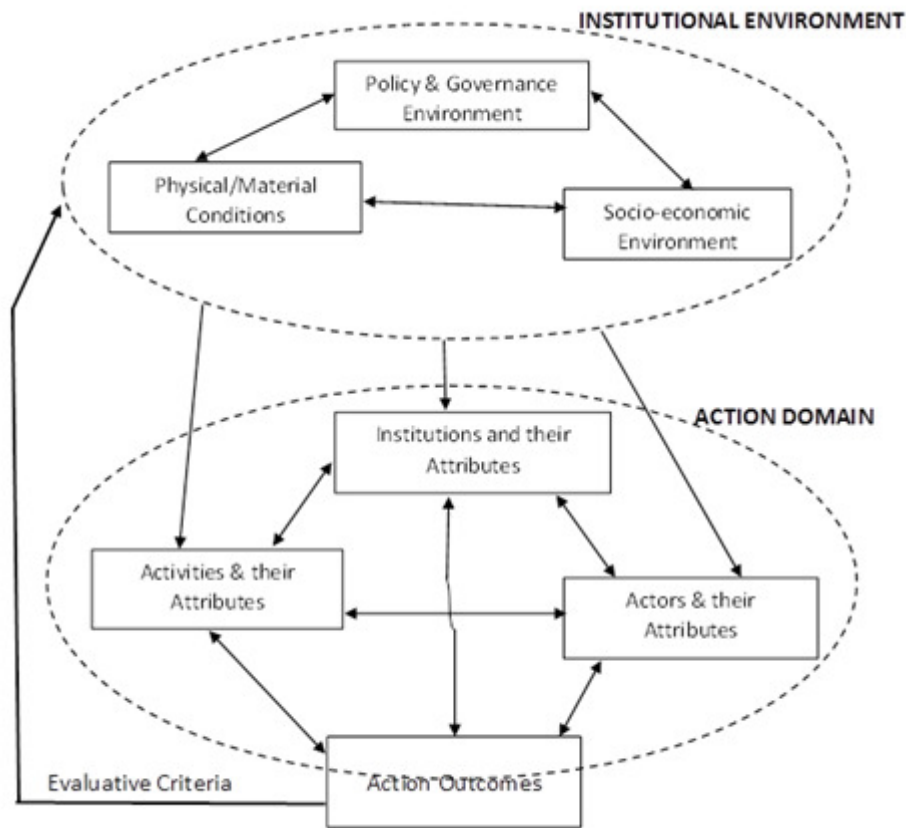 INSTITUTIONAL ENVIRONMENT
Policy & Governance
Environment
Physical/Material
Conditions
Socio-economic
Environment
ACTION DOMAIN
Institutions and their
Attributes
Activities & their
Attributes
Actors & their
Attributes
Evaluative Criteria
Action Outcomes